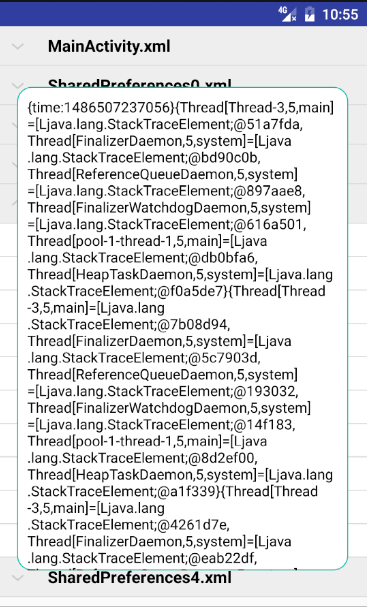 4G 10:55
MainActivity.xml
SharedPreferences0.xml
{time:1486507237056}{Thread[Thread-3,5,main]
=[Ljava.lang.StackTraceElement;@51a7fda,
Thread[FinalizerDaemon,5,system]=[Ljava
.lang.StackTraceElement;@bd90c0b,
Thread[ReferenceQueueDaemon,5,system]
=[Ljava.lang.StackTraceElement;@897aae8,
Thread[FinalizerWatchdogDaemon,5,system]
=[Ljava.lang.StackTraceElement;@616a501,
Thread[pool-1-thread-1,5,main]=[Ljava
.lang.StackTraceElement;@db0bfa6,
Thread[HeapTaskDaemon,5,system]=[Ljava.lang
.StackTraceElement;@f0a5de7}{Thread[Thread
-3,5,main]=[Ljava.lang
.StackTraceElement;@7b08d94,
Thread[FinalizerDaemon,5,system]=[Ljava
.lang.StackTraceElement;@5c7903d,
Thread[ReferenceQueueDaemon,5,system]
=[Ljava.lang.StackTraceElement;@193032,
Thread[FinalizerWatchdogDaemon,5,system]
=[Ljava.lang.StackTraceElement;@14f183,
Thread[pool-1-thread-1,5,main]=[Ljava
.lang.StackTraceElement;@8d2ef00,
Thread[HeapTaskDaemon,5,system]=[Ljava.lang
.StackTraceElement;@a1f339}{Thread[Thread
-3,5,main]=[Ljava.lang
.StackTraceElement;@4261d7e,
Thread[FinalizerDaemon,5,system]=[Ljava
.lang.StackTraceElement;@eab22df,
SharedPreferences4.xml